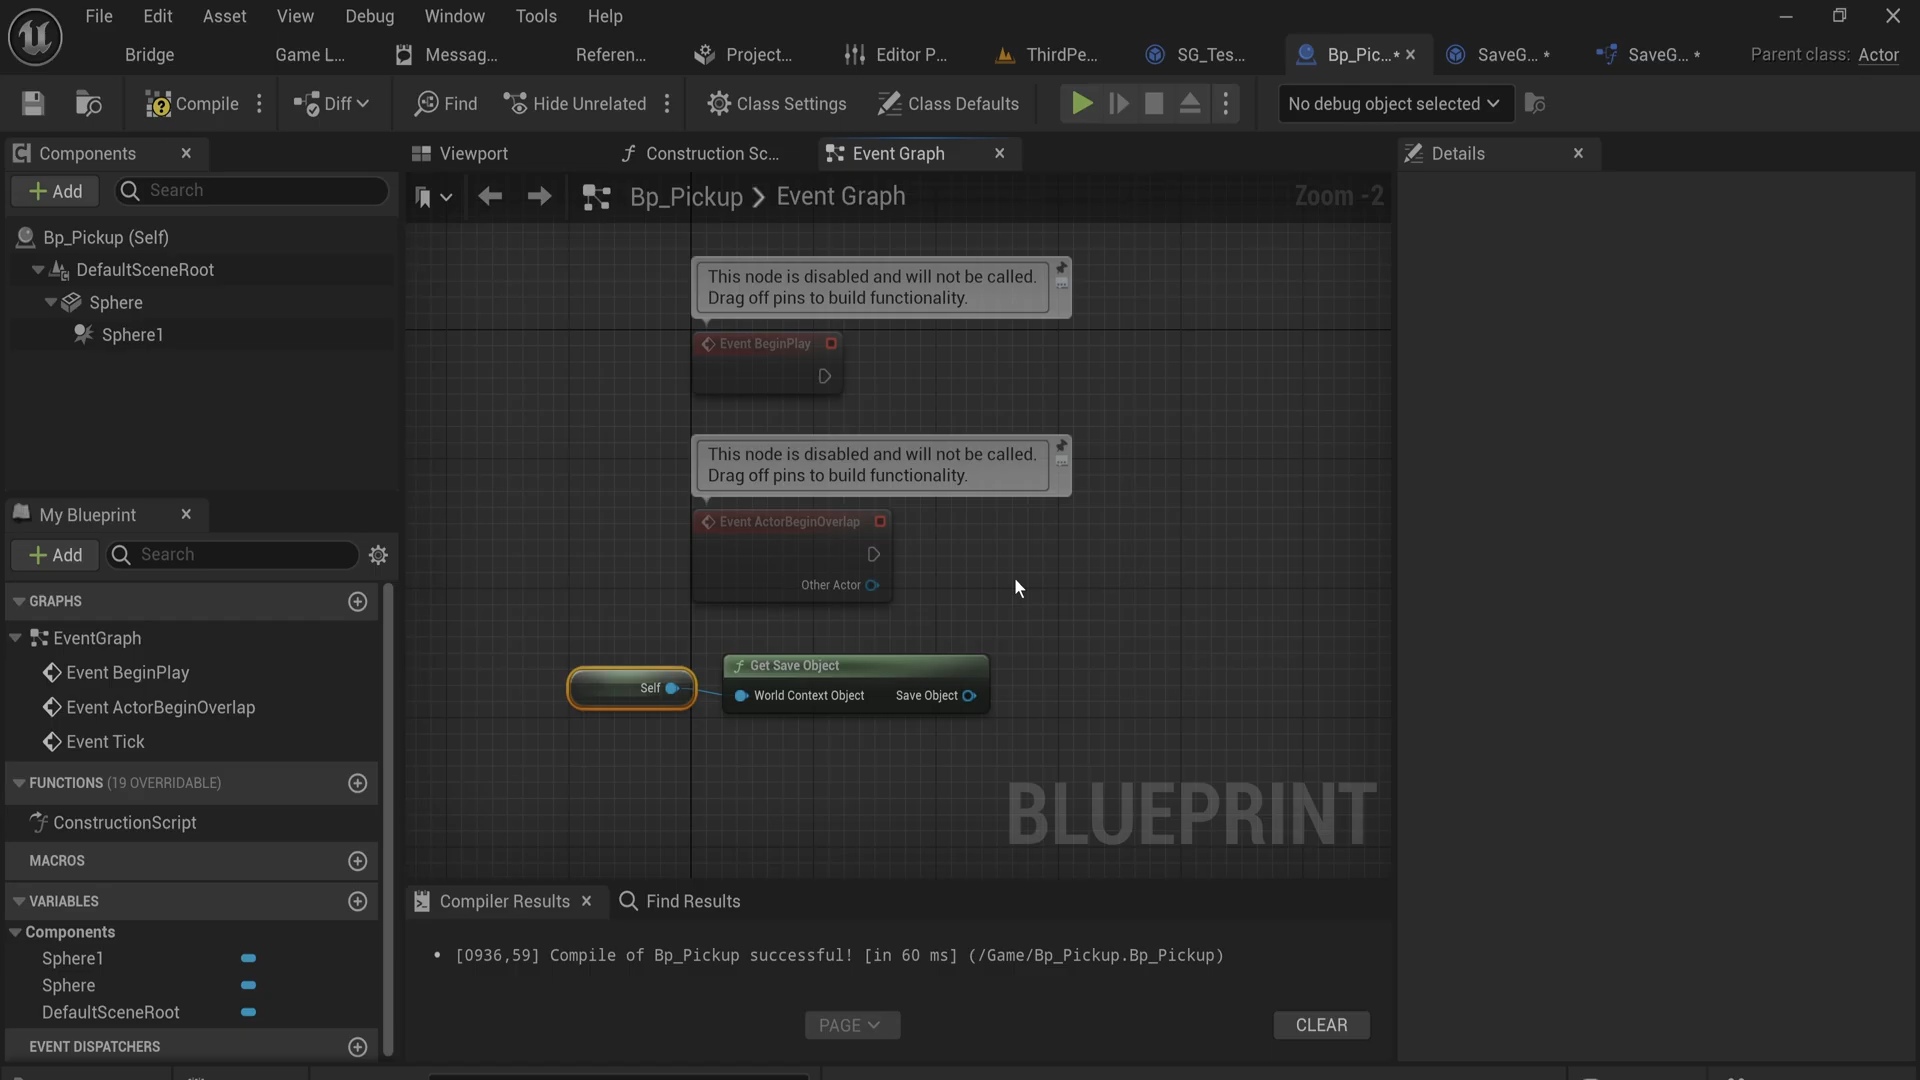 File Edit Asset View Debug Window Tools Help
Bridge Game L... Messag... Referen... Project... Editor P... ThirdPe... SG_Tes... Bp_Pic...* SaveG...* SaveG...* Parent class: Actor
Compile Diff Find Hide Unrelated Class Settings Class Defaults No debug object selected
Components Viewport Construction Sc... Event Graph Details
Add Search
Bp_Pickup > Event Graph Zoom -2
Bp_Pickup (Self)
DefaultSceneRoot
Sphere
Sphere1
This node is disabled and will not be called.
Drag off pins to build functionality.
Event BeginPlay
This node is disabled and will not be called.
Drag off pins to build functionality.
Event ActorBeginOverlap
Other Actor
Get Save Object
Self World Context Object Save Object
BLUEPRINT
My Blueprint
Add Search
GRAPHS
EventGraph
Event BeginPlay
Event ActorBeginOverlap
Event Tick
FUNCTIONS (19 OVERRIDABLE)
ConstructionScript
MACROS
VARIABLES
Components
Sphere1
Sphere
DefaultSceneRoot
EVENT DISPATCHERS
Compiler Results Find Results
• [0936,59] Compile of Bp_Pickup successful! [in 60 ms] (/Game/Bp_Pickup.Bp_Pickup)
PAGE CLEAR